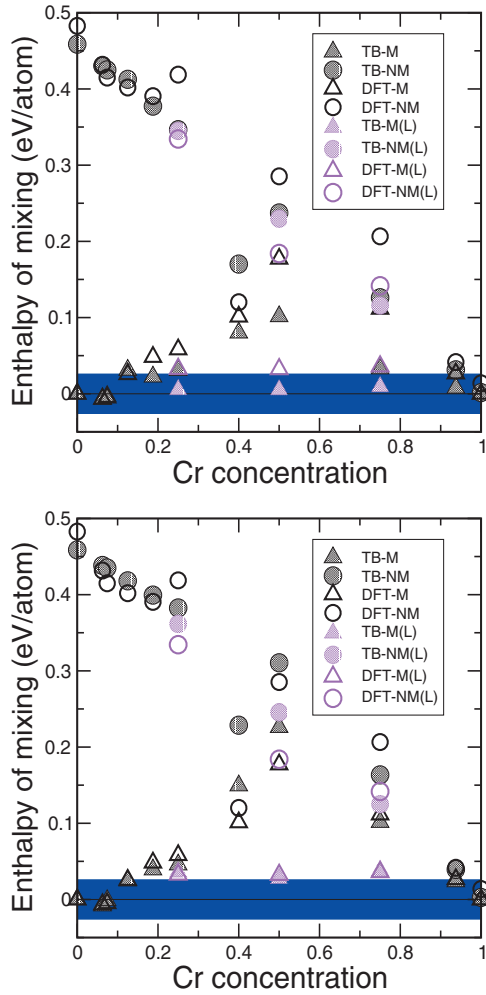 0.5
0.4
0.3
0.2
0.1
0
Enthalpy of mixing (eV/atom)
TB-M
TB-NM
DFT-M
DFT-NM
TB-M(L)
TB-NM(L)
DFT-M(L)
DFT-NM(L)
0 0.2 0.4 0.6 0.8 1
Cr concentration
0.5
0.4
0.3
0.2
0.1
0
Enthalpy of mixing (eV/atom)
TB-M
TB-NM
DFT-M
DFT-NM
TB-M(L)
TB-NM(L)
DFT-M(L)
DFT-NM(L)
0 0.2 0.4 0.6 0.8 1
Cr concentration